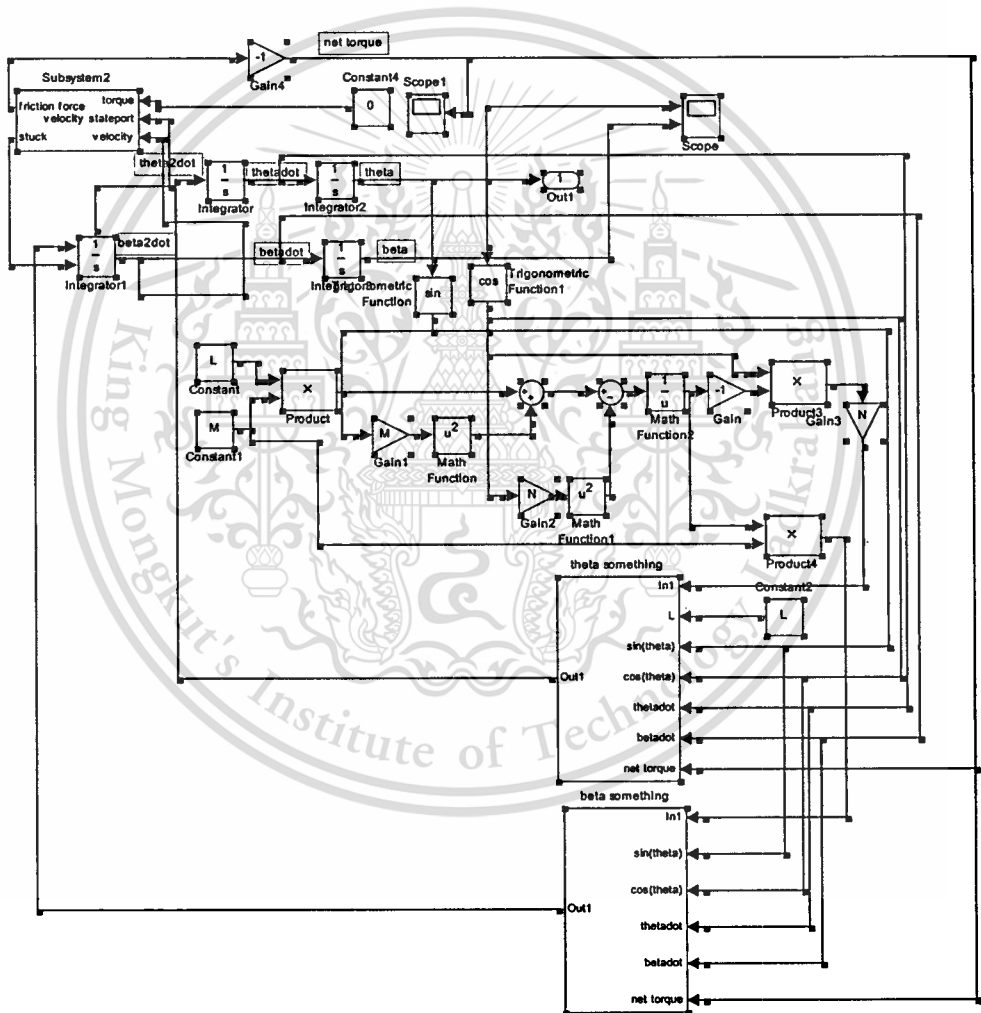 net torque
-1
Gain4
Subsystem2
friction force
stuck
torque
velocity stateport
velocity
Constant4
0
Scope1
Scope
theta2dot
1
s
Integrator
thetadot
1
s
Integrator2
theta
1
Out1
beta2dot
1
s
Integrator1
betadot
1
s
beta
Function
sin
cos
Trigonometric
Function1
L
Constant
M
Constant1
×
Product
M
Gain1
u²
Math
Function
+
+
+
-
1
u
Math
Function2
-1
Gain
×
Product3
Gain3
N
N
Gain2
u²
Math
Function1
×
Product4
theta something
In1
L
sin(theta)
cos(theta)
thetadot
betadot
net torque
Out1
Constant2
L
beta something
In1
sin(theta)
cos(theta)
thetadot
betadot
net torque
Out1
King Mongkut's Institute of Technology Ladkrabang